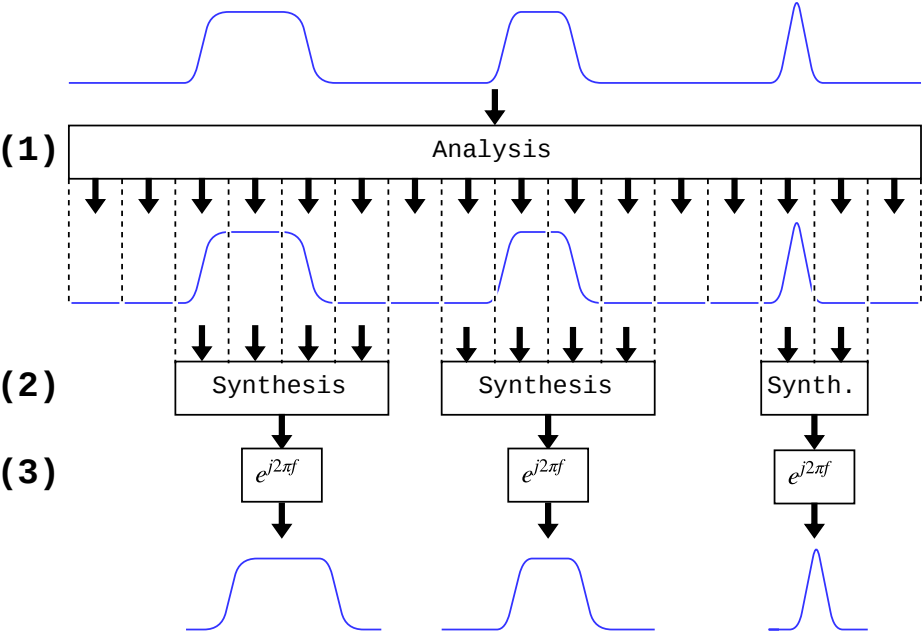 (1) Analysis
(2) Synthesis Synthesis Synth.
(3) e^{j2πf} e^{j2πf} e^{j2πf}